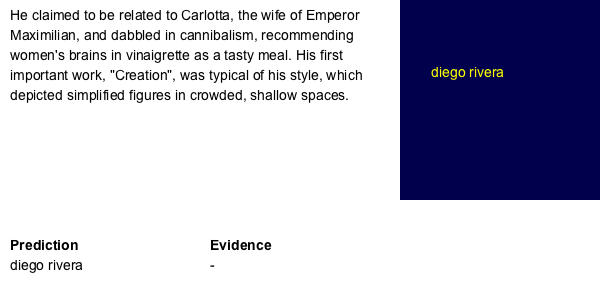 He claimed to be related to Carlotta, the wife of Emperor
Maximilian, and dabbled in cannibalism, recommending
women's brains in vinaigrette as a tasty meal. His first
important work, "Creation", was typical of his style, which
depicted simplified figures in crowded, shallow spaces.
diego rivera
Prediction Evidence
diego rivera -